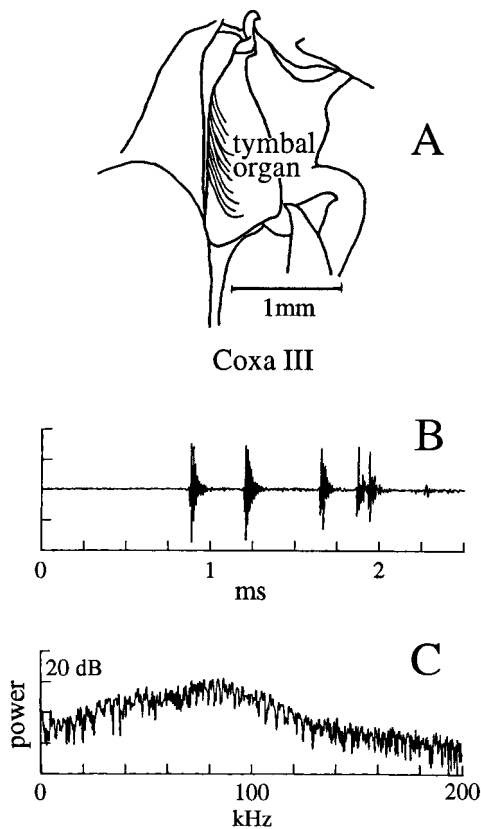 A
tymbal
organ
1mm
Coxa III
B
0 1 2
ms
C
20 dB
power
0 100 200
kHz